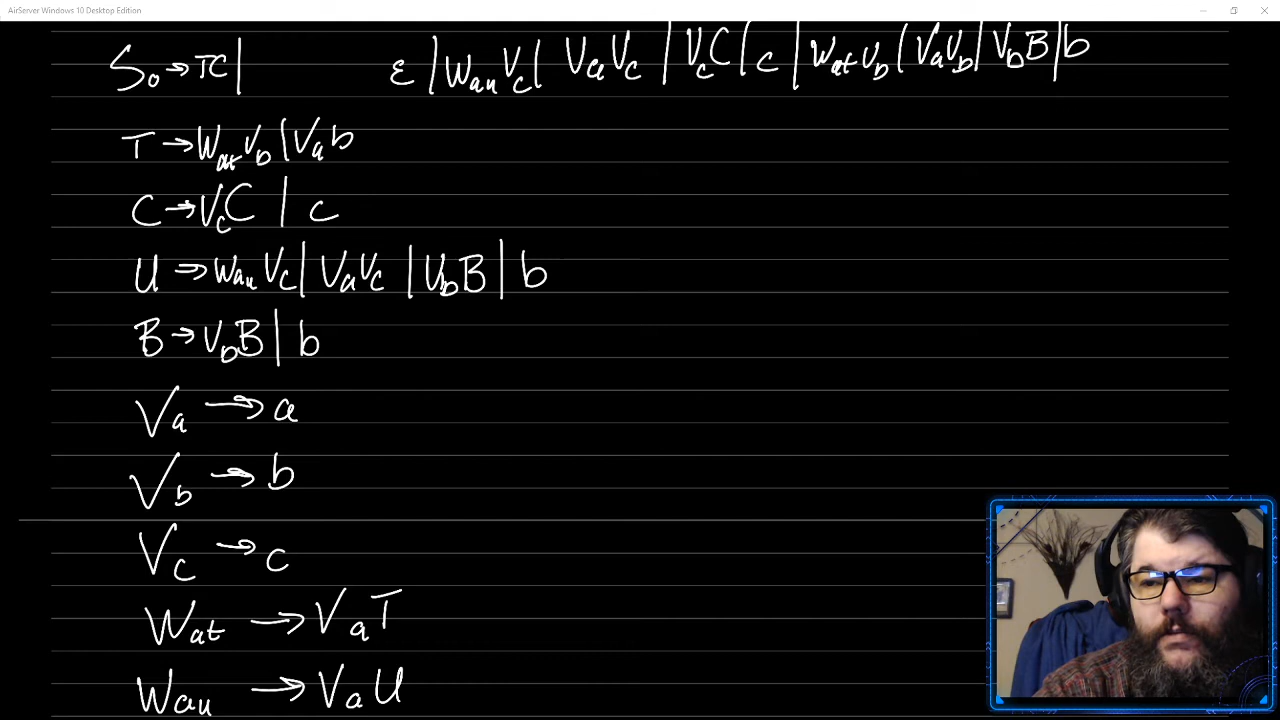 AirServer Windows 10 Desktop Edition
S₀ → TC | ε | W_au V_c | V_a V_c | V_c C | c | W_at V_b | V_a V_b | V_b B | b
T → W_at V_b | V_a b
C → V_c C | c
U → W_au V_c | V_a V_c | V_b B | b
B → V_b B | b
V_a → a
V_b → b
V_c → c
W_at → V_a T
W_au → V_a U